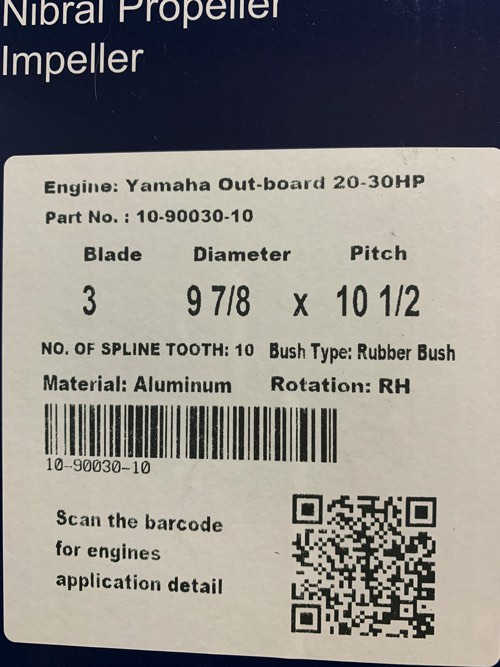 Nibral Propeller
Impeller
Engine: Yamaha Out-board 20-30HP
Part No. : 10-90030-10
Blade Diameter Pitch
3 9 7/8 x 10 1/2
NO. OF SPLINE TOOTH: 10 Bush Type: Rubber Bush
Material: Aluminum Rotation: RH
10-90030-10
Scan the barcode
for engines
application detail